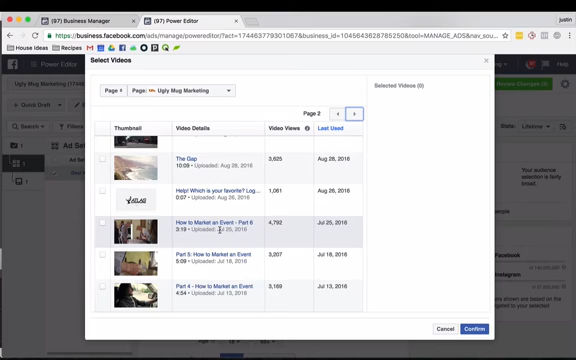 (97) Business Manager
(97) Power Editor
justin
https://business.facebook.com/ads/manage/powereditor/?act=174463779301067&business_id=1045643628785250&tool=MANAGE_ADS&nav_sou...
House Ideas
Recipes
Power Editor
Help
Select Videos
Ugly Mug Marketing (17446
Page
Page: Ugly Mug Marketing
Selected Videos (0)
Review Changes (3)
Quick Draft
Page 2
Search
Filters
Thumbnail
Video Details
Video Views
Last Used
State:
Lifetime
Ad Sets
The Gap
10:09 • Uploaded: Aug 28, 2016
3,625
Aug 28, 2016
Your audience
selection is fairly
broad.
Help! Which is your favorite? Log...
0:07 • Uploaded: Aug 26, 2016
1,061
Aug 26, 2016
ATLAS
How to Market an Event - Part 6
3:19 • Uploaded: Jul 25, 2016
4,792
Jul 25, 2016
Part 5: How to Market an Event
5:09 • Uploaded: Jul 18, 2016
3,207
Jul 18, 2016
Facebook
Instagram
Part 4 - How to Market an Event
4:54 • Uploaded: Jul 13, 2016
3,169
Jul 13, 2016
Cancel
Confirm